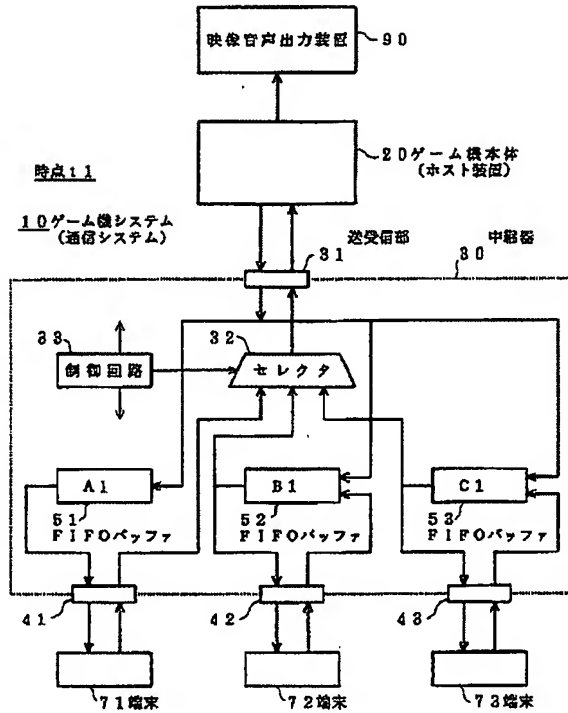 映像音声出力装置
90
時点t1
20ゲーム機本体
(ホスト装置)
10ゲーム機システム
(通信システム)
31
送受信部
中継器
30
33
32
制御回路
セレクタ
A1
B1
C1
51
52
53
FIFOバッファ
FIFOバッファ
FIFOバッファ
41
42
43
71端末
72端末
73端末